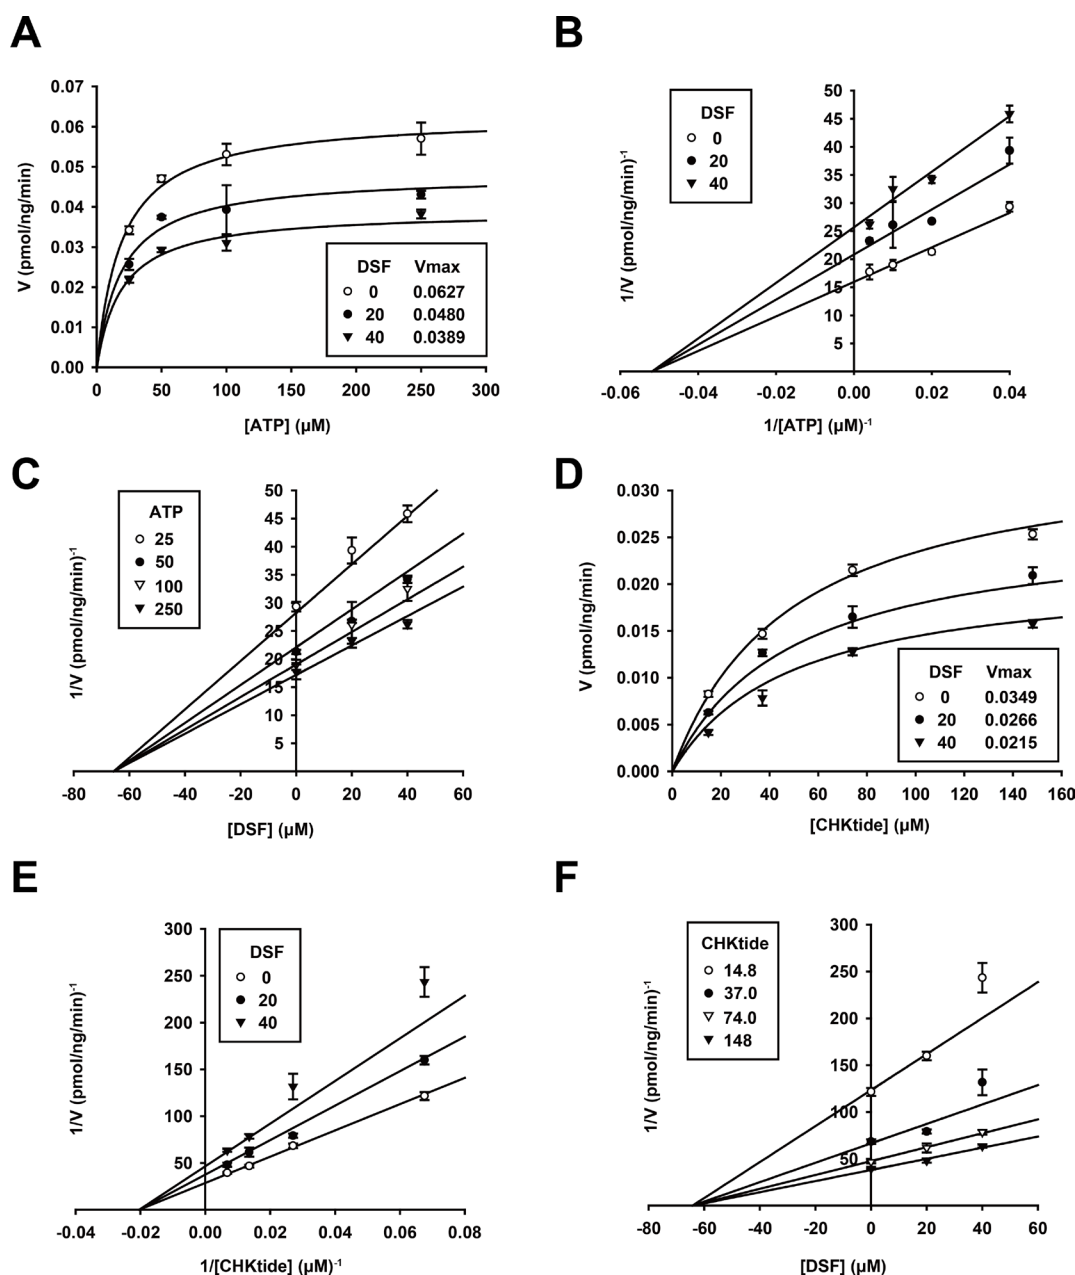 A
0.07
0.06
0.05
0.04
0.03
0.02
0.01
0.00
V (pmol/ng/min)
0 50 100 150 200 250 300
[ATP] (µM)
DSF Vmax
0 0.0627
20 0.0480
40 0.0389
B
DSF
0
20
40
50
45
40
35
30
25
20
15
10
5
1/V (pmol/ng/min)⁻¹
-0.06 -0.04 -0.02 0.00 0.02 0.04
1/[ATP] (µM)⁻¹
C
ATP
25
50
100
250
50
45
40
35
30
25
20
15
10
5
1/V (pmol/ng/min)⁻¹
-80 -60 -40 -20 0 20 40 60
[DSF] (µM)
D
0.030
0.025
0.020
0.015
0.010
0.005
0.000
V (pmol/ng/min)
0 20 40 60 80 100 120 140 160
[CHKtide] (µM)
DSF Vmax
0 0.0349
20 0.0266
40 0.0215
E
300
250
200
150
100
50
1/V (pmol/ng/min)⁻¹
DSF
0
20
40
-0.04 -0.02 0.00 0.02 0.04 0.06 0.08
1/[CHKtide] (µM)⁻¹
F
CHKtide
14.8
37.0
74.0
148
300
250
200
150
100
50
1/V (pmol/ng/min)⁻¹
-80 -60 -40 -20 0 20 40 60
[DSF] (µM)